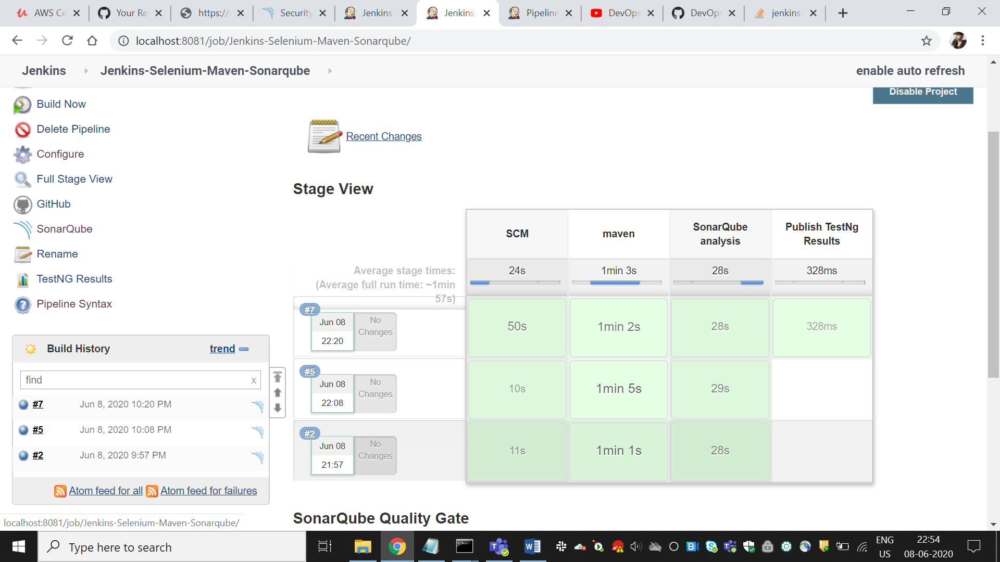 AWS Ce
Your Re
https://
Security
Jenkins-
Jenkins-
Pipeline
DevOps
DevOps
jenkins
localhost:8081/job/Jenkins-Selenium-Maven-Sonarqube/
Jenkins
Jenkins-Selenium-Maven-Sonarqube
enable auto refresh
Disable Project
Build Now
Delete Pipeline
Configure
Full Stage View
GitHub
SonarQube
Rename
TestNG Results
Pipeline Syntax
Build History
trend
find
x
#7
Jun 8, 2020 10:20 PM
#5
Jun 8, 2020 10:08 PM
#2
Jun 8, 2020 9:57 PM
Atom feed for all
Atom feed for failures
Recent Changes
Stage View
SCM
maven
SonarQube
analysis
Publish TestNg
Results
Average stage times:
(Average full run time: ~1min
57s)
24s
1min 3s
28s
328ms
#7
Jun 08
22:20
No
Changes
50s
1min 2s
28s
328ms
#5
Jun 08
22:08
No
Changes
10s
1min 5s
29s
#2
Jun 08
21:57
No
Changes
11s
1min 1s
28s
SonarQube Quality Gate
localhost:8081/job/Jenkins-Selenium-Maven-Sonarqube/
Type here to search
ENG
US
22:54
08-06-2020